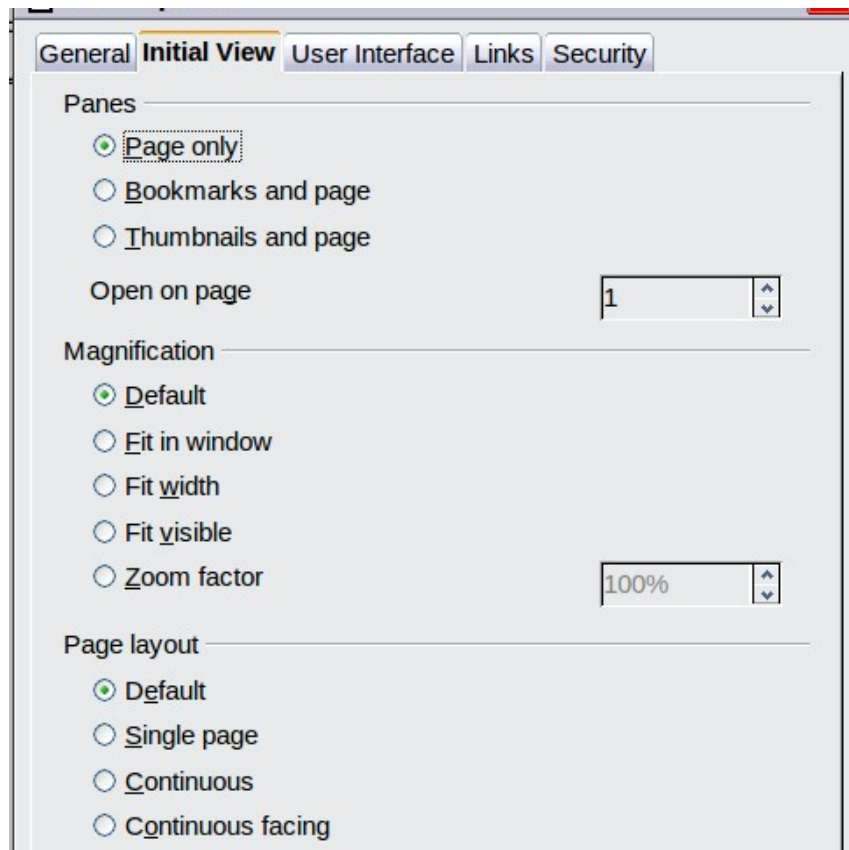 General Initial View User Interface Links Security
Panes
Page only
Bookmarks and page
Thumbnails and page
Open on page 1
Magnification
Default
Fit in window
Fit width
Fit visible
Zoom factor 100%
Page layout
Default
Single page
Continuous
Continuous facing